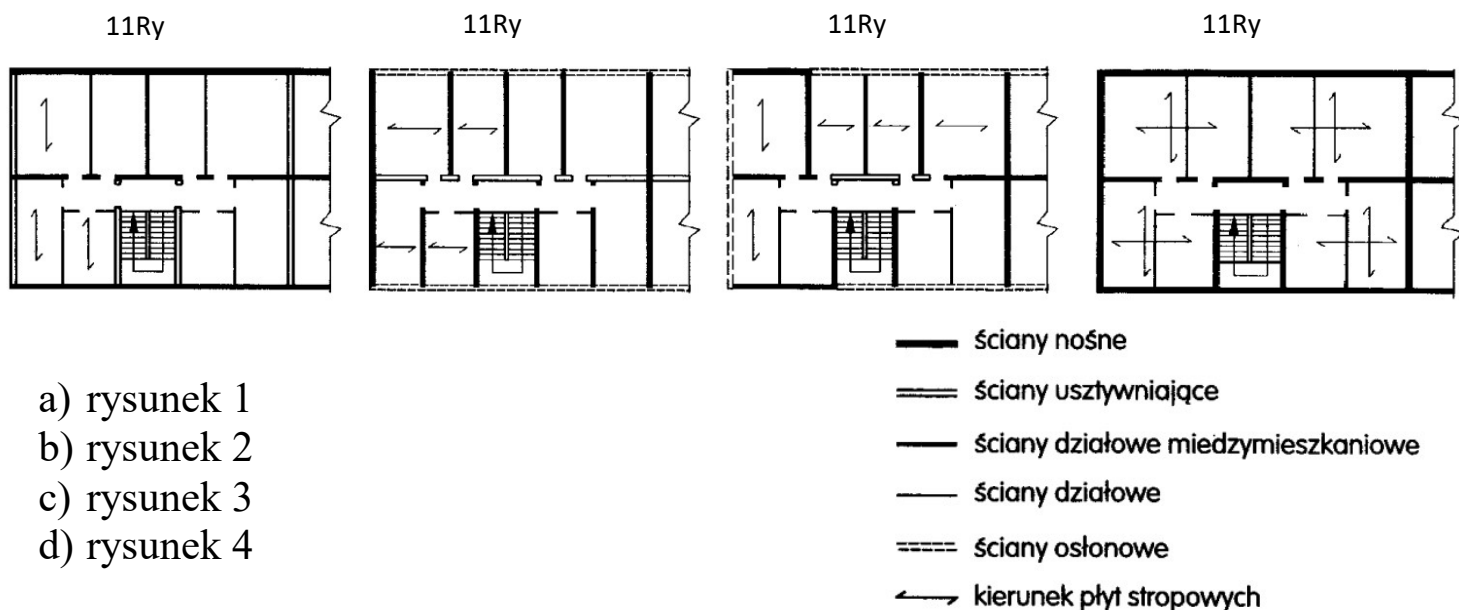 11Ry
11Ry
11Ry
11Ry
ściany nośne
ściany usztywniające
ściany działowe miedzymieszkaniowe
ściany działowe
ściany osłonowe
kierunek płyt stropowych
a) rysunek 1
b) rysunek 2
c) rysunek 3
d) rysunek 4